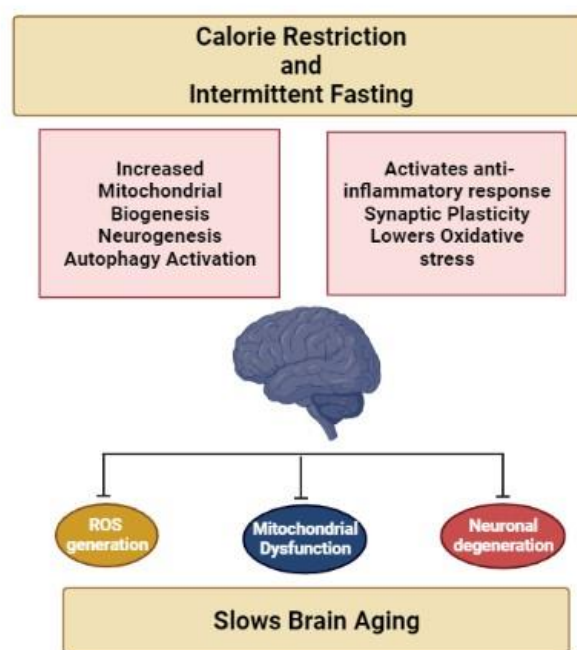 Calorie Restriction
and
Intermittent Fasting
Increased
Mitochondrial
Biogenesis
Neurogenesis
Autophagy Activation
Activates anti-
inflammatory response
Synaptic Plasticity
Lowers Oxidative
stress
ROS
generation
Mitochondrial
Dysfunction
Neuronal
degeneration
Slows Brain Aging